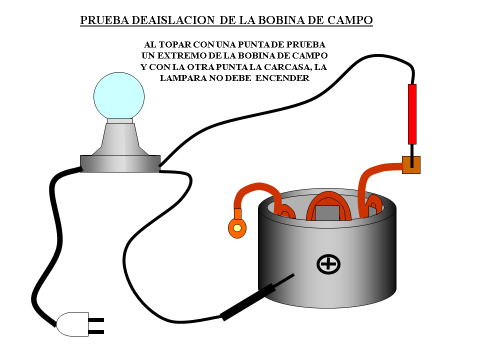 PRUEBA DEAISLACION DE LA BOBINA DE CAMPO
AL TOPAR CON UNA PUNTA DE PRUEBA
UN EXTREMO DE LA BOBINA DE CAMPO
Y CON LA OTRA PUNTA LA CARCASA, LA
LAMPARA NO DEBE ENCENDER